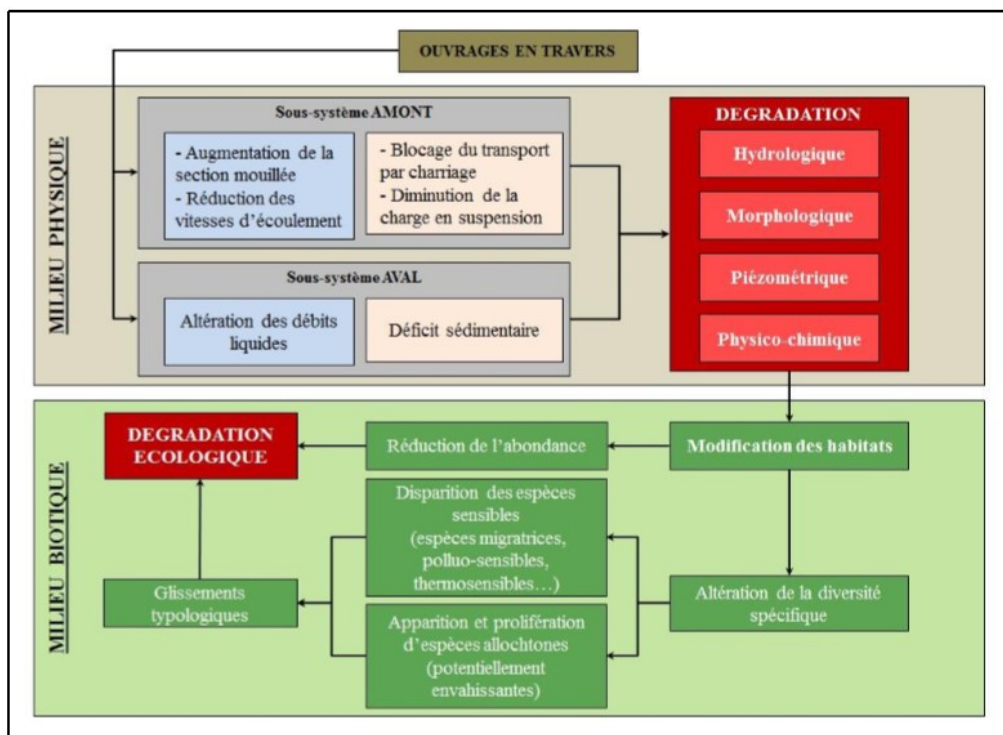 OUVRAGES EN TRAVERS
MILIEU PHYSIQUE
Sous-système AMONT
- Augmentation de la
section mouillée
- Réduction des
vitesses d'écoulement
- Blocage du transport
par charriage
- Diminution de la
charge en suspension
Sous-système AVAL
Altération des débits
liquides
Déficit sédimentaire
DEGRADATION
Hydrologique
Morphologique
Piézométrique
Physico-chimique
MILIEU BIOTIQUE
DEGRADATION
ECOLOGIQUE
Réduction de l'abondance
Modification des habitats
Disparition des espèces
sensibles
(espèces migratrices,
polluo-sensibles,
thermosensibles…)
Glissements
typologiques
Altération de la diversité
spécifique
Apparition et prolifération
d'espèces allochtones
(potentiellement
envahissantes)